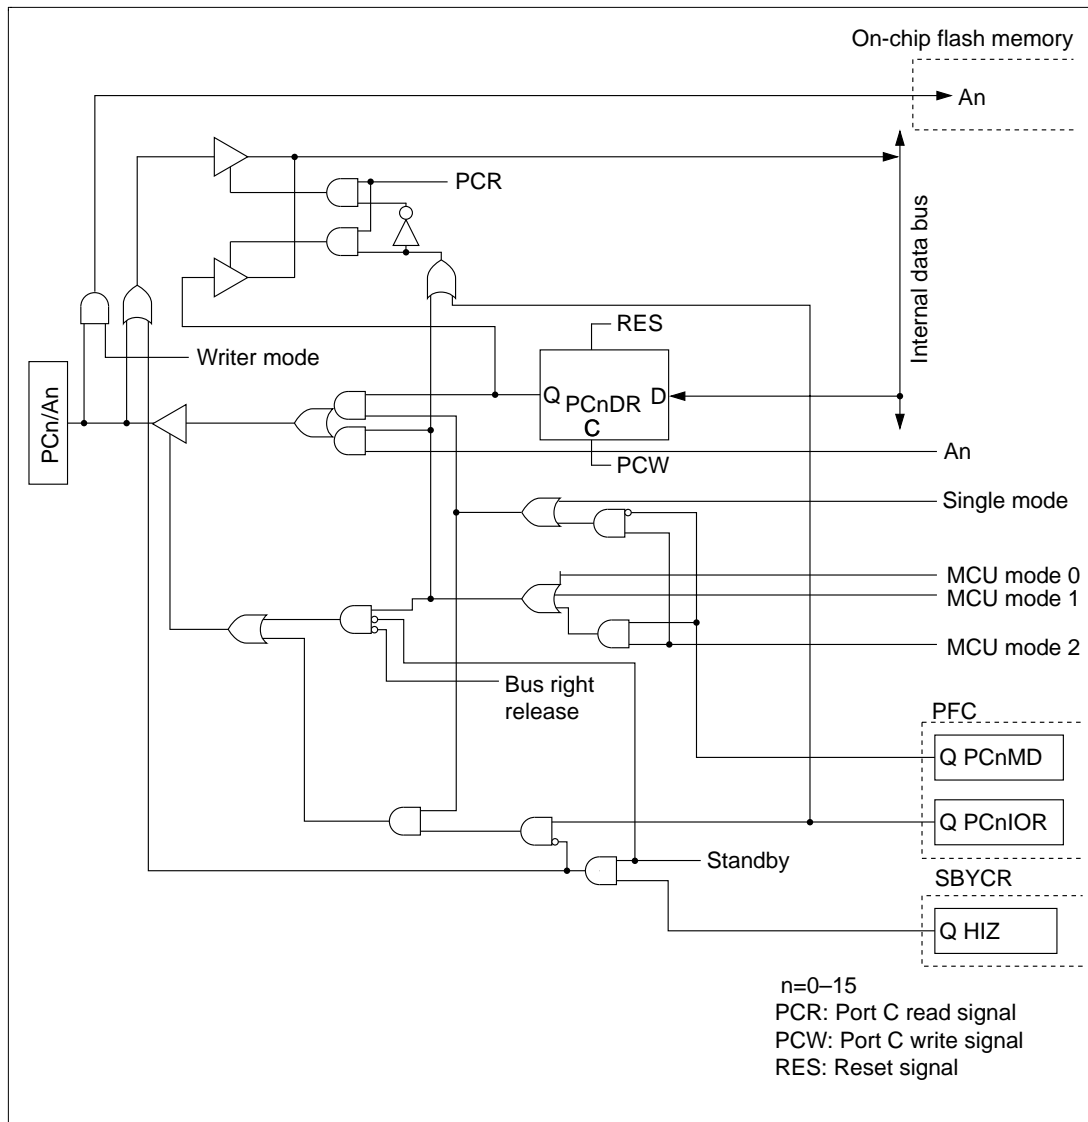 On-chip flash memory
An
PCR
Internal data bus
RES
Writer mode
PCn/An
Q
PCnDR
D
C
PCW
An
Single mode
MCU mode 0
MCU mode 1
MCU mode 2
Bus right
release
PFC
Q PCnMD
Q PCnIOR
Standby
SBYCR
Q HIZ
n=0–15
PCR: Port C read signal
PCW: Port C write signal
RES: Reset signal